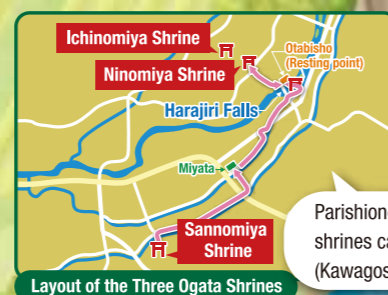 Ichinomiya Shrine
Ninomiya Shrine
Otabisho
(Resting point)
Harajiri Falls
Miyata
Sannomiya
Shrine
Parishione
shrines ca
(Kawagos
Layout of the Three Ogata Shrines